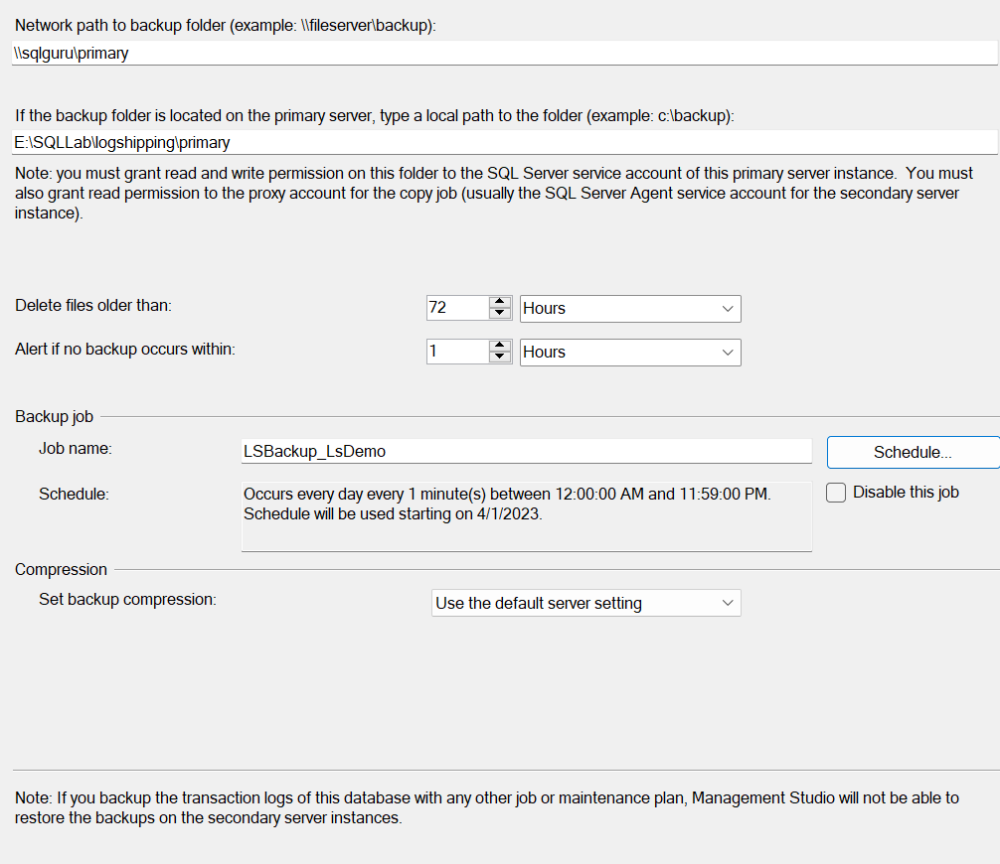 Network path to backup folder (example: \\fileserver\backup):
\\sqlguru\primary
If the backup folder is located on the primary server, type a local path to the folder (example: c:\backup):
E:\SQLLab\logshipping\primary
Note: you must grant read and write permission on this folder to the SQL Server service account of this primary server instance.  You must
also grant read permission to the proxy account for the copy job (usually the SQL Server Agent service account for the secondary server
instance).
Delete files older than: 72 Hours
Alert if no backup occurs within: 1 Hours
Backup job
Job name: LSBackup_LsDemo Schedule...
Schedule: Occurs every day every 1 minute(s) between 12:00:00 AM and 11:59:00 PM. Disable this job
Schedule will be used starting on 4/1/2023.
Compression
Set backup compression: Use the default server setting
Note: If you backup the transaction logs of this database with any other job or maintenance plan, Management Studio will not be able to
restore the backups on the secondary server instances.